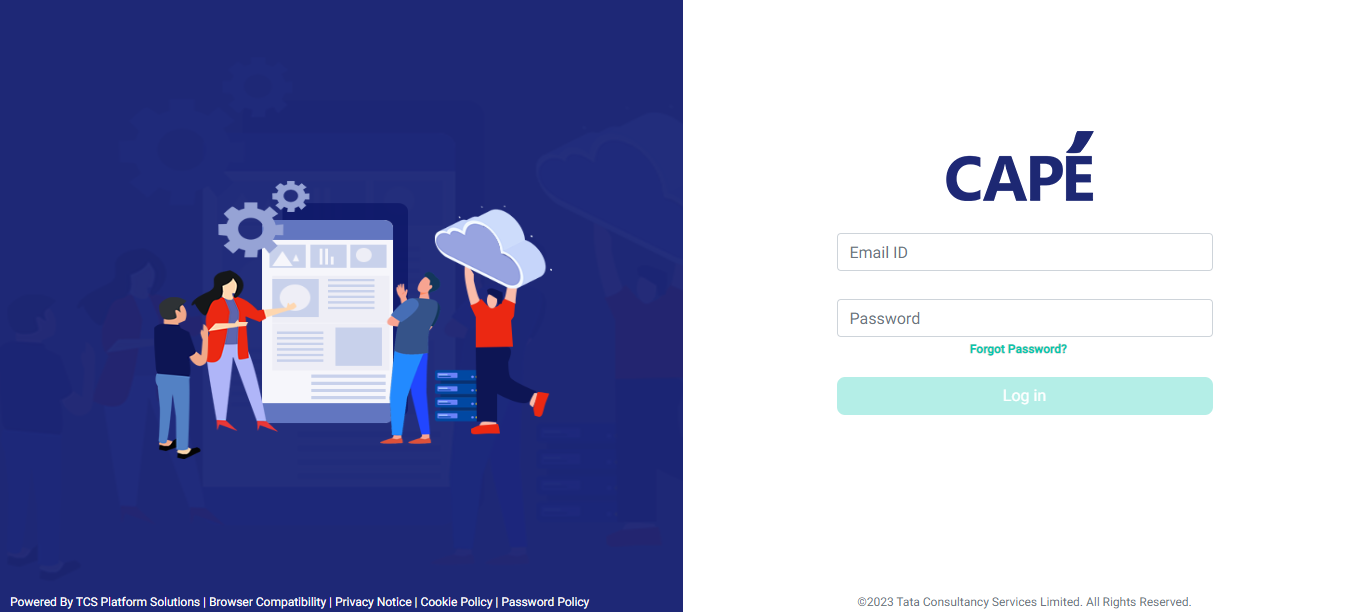 CAPÉ
Email ID
Password
Forgot Password?
Log in
Powered By TCS Platform Solutions | Browser Compatibility | Privacy Notice | Cookie Policy | Password Policy
©2023 Tata Consultancy Services Limited. All Rights Reserved.